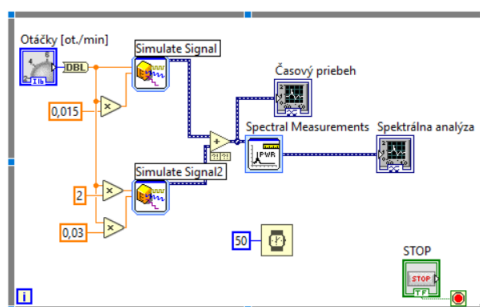 Otáčky [ot./min]
DBL
Simulate Signal
Časový priebeh
0,015
Spectral Measurements
Spektrálna analýza
PWR
Simulate Signal2
2
0,03
50
STOP
STOP
TF
i